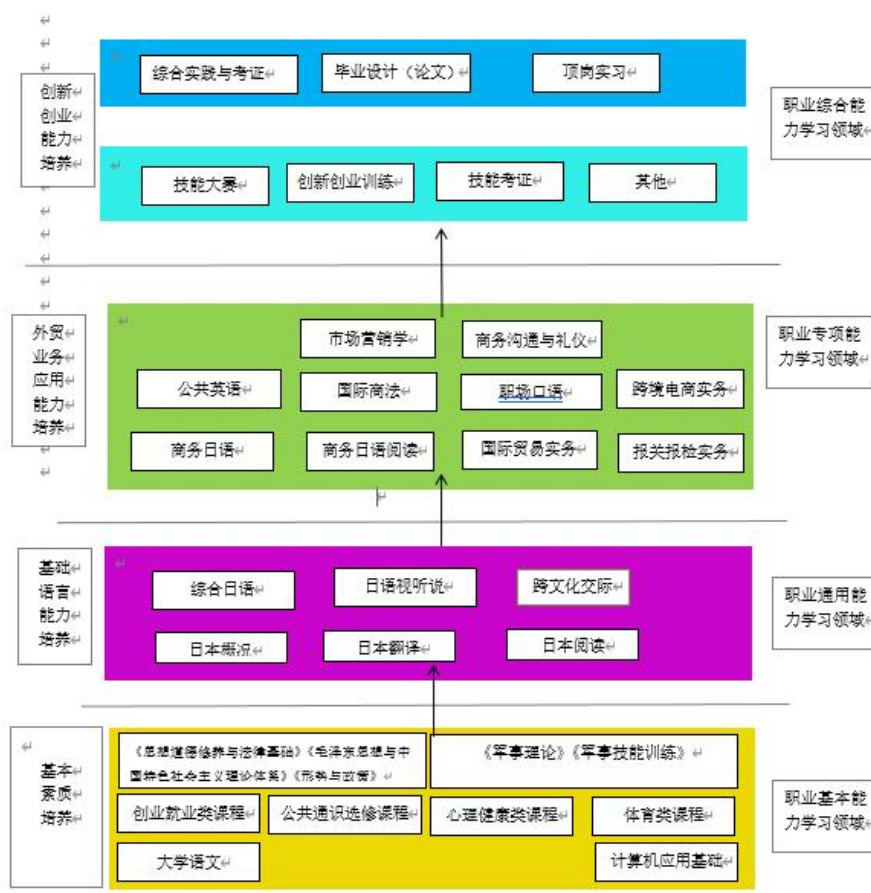 综合实践与考证
毕业设计（论文）
顶岗实习
创新
创业
能力
培养
职业综合能
力学习领域
技能大赛
创新创业训练
技能考证
其他
外贸
业务
应用
能力
培养
市场营销学
商务沟通与礼仪
职业专项能
力学习领域
公共英语
国际商法
职场口语
跨境电商实务
商务日语
商务日语阅读
国际贸易实务
报关报检实务
基础
语言
能力
培养
综合日语
日语视听说
跨文化交际
职业通用能
力学习领域
日本概况
日本翻译
日本阅读
基本
素质
培养
《思想道德修养与法律基础》《毛泽东思想与中
国特色社会主义理论体系》《形势与政策》
《军事理论》《军事技能训练》
职业基本能
力学习领域
创业就业类课程
公共通识选修课程
心理健康类课程
体育类课程
大学语文
计算机应用基础